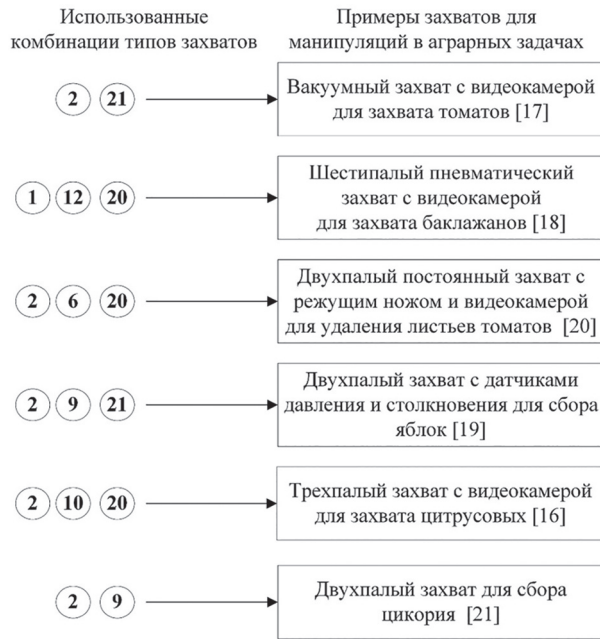 Использованные
комбинации типов захватов
Примеры захватов для
манипуляций в аграрных задачах
2 21
Вакуумный захват с видеокамерой
для захвата томатов [17]
1 12 20
Шестипалый пневматический
захват с видеокамерой
для захвата баклажанов [18]
2 6 20
Двухпалый постоянный захват с
режущим ножом и видеокамерой
для удаления листьев томатов [20]
2 9 21
Двухпалый захват с датчиками
давления и столкновения для сбора
яблок [19]
2 10 20
Трехпалый захват с видеокамерой
для захвата цитрусовых [16]
2 9
Двухпалый захват для сбора
цикория [21]